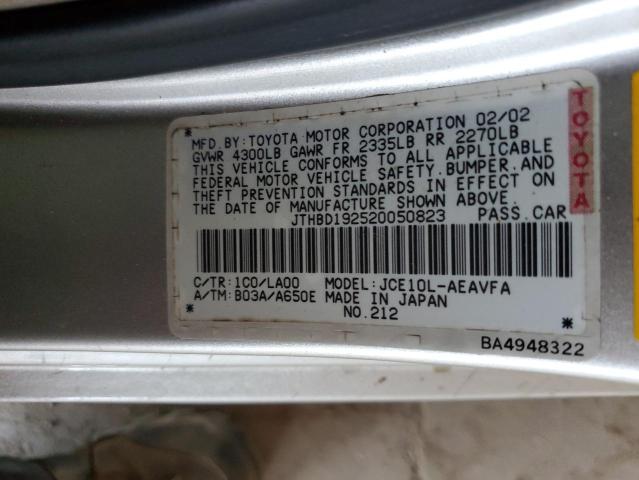 MFD. BY: TOYOTA MOTOR CORPORATION 02/02
GVWR 4300LB GAWR FR 2335LB RR 2270LB
THIS VEHICLE CONFORMS TO ALL APPLICABLE
FEDERAL MOTOR VEHICLE SAFETY, BUMPER, AND
THEFT PREVENTION STANDARDS IN EFFECT ON
THE DATE OF MANUFACTURE SHOWN ABOVE.
JTHBD192520050823 PASS. CAR
C/TR: 1C0/LA00 MODEL: JCE10L-AEAVFA
A/TM: B03A/A650E MADE IN JAPAN
NO. 212
BA4948322
TOYOTA